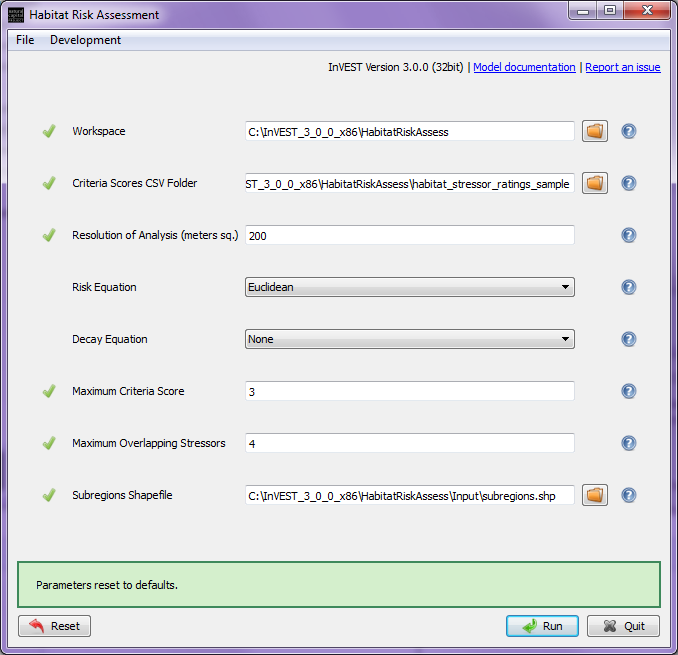 Habitat Risk Assessment
File Development
InVEST Version 3.0.0 (32bit) | Model documentation | Report an issue
Workspace C:\InVEST_3_0_0_x86\HabitatRiskAssess
Criteria Scores CSV Folder ST_3_0_0_x86\HabitatRiskAssess\habitat_stressor_ratings_sample
Resolution of Analysis (meters sq.) 200
Risk Equation Euclidean
Decay Equation None
Maximum Criteria Score 3
Maximum Overlapping Stressors 4
Subregions Shapefile C:\InVEST_3_0_0_x86\HabitatRiskAssess\Input\subregions.shp
Parameters reset to defaults.
Reset Run Quit